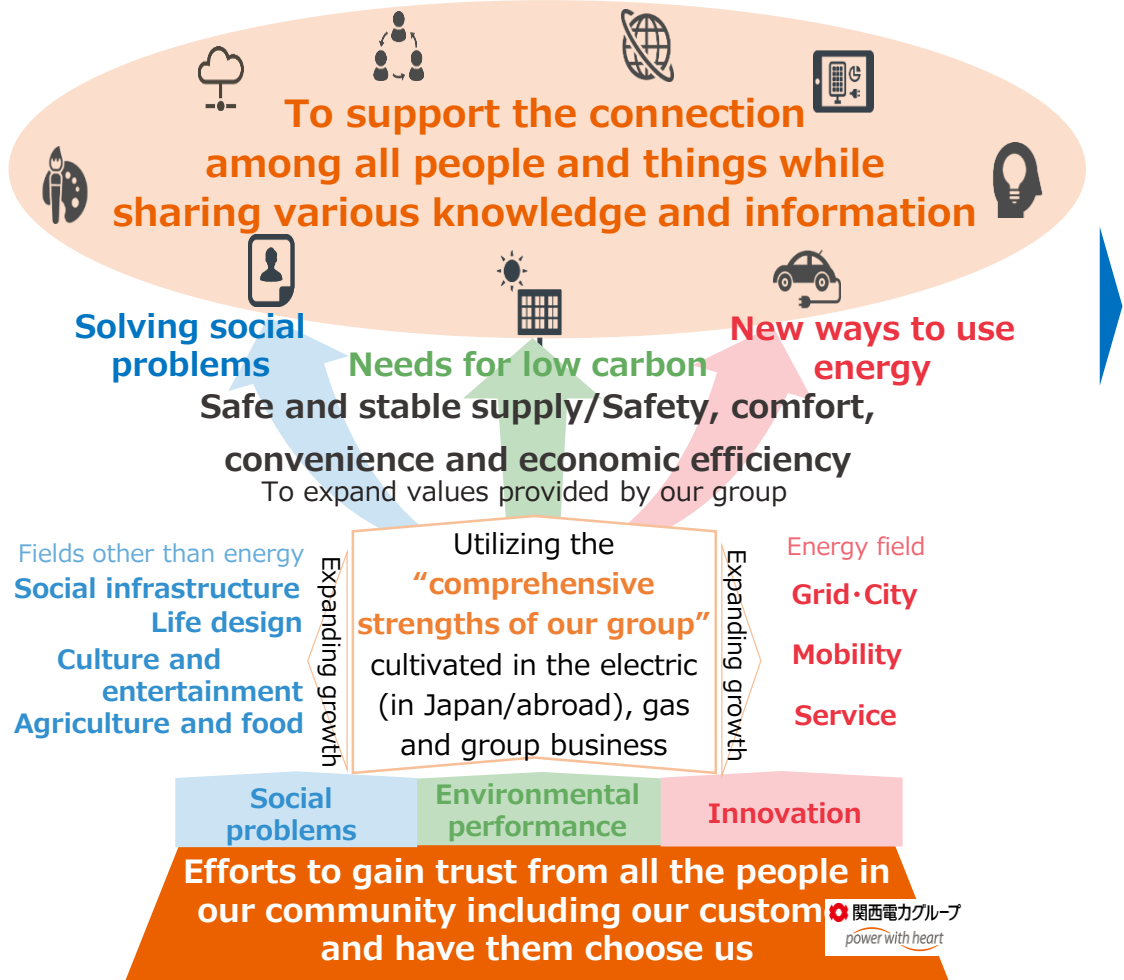 To support the connection
among all people and things while
sharing various knowledge and information
Solving social
problems
Needs for low carbon
New ways to use
energy
Safe and stable supply/Safety, comfort,
convenience and economic efficiency
To expand values provided by our group
Fields other than energy
Social infrastructure
Life design
Culture and
entertainment
Agriculture and food
Expanding growth
Utilizing the
“comprehensive
strengths of our group”
cultivated in the electric
(in Japan/abroad), gas
and group business
Expanding growth
Energy field
Grid・City
Mobility
Service
Social
problems
Environmental
performance
Innovation
Efforts to gain trust from all the people in
our community including our custome
and have them choose us
関西電力グループ
power with heart